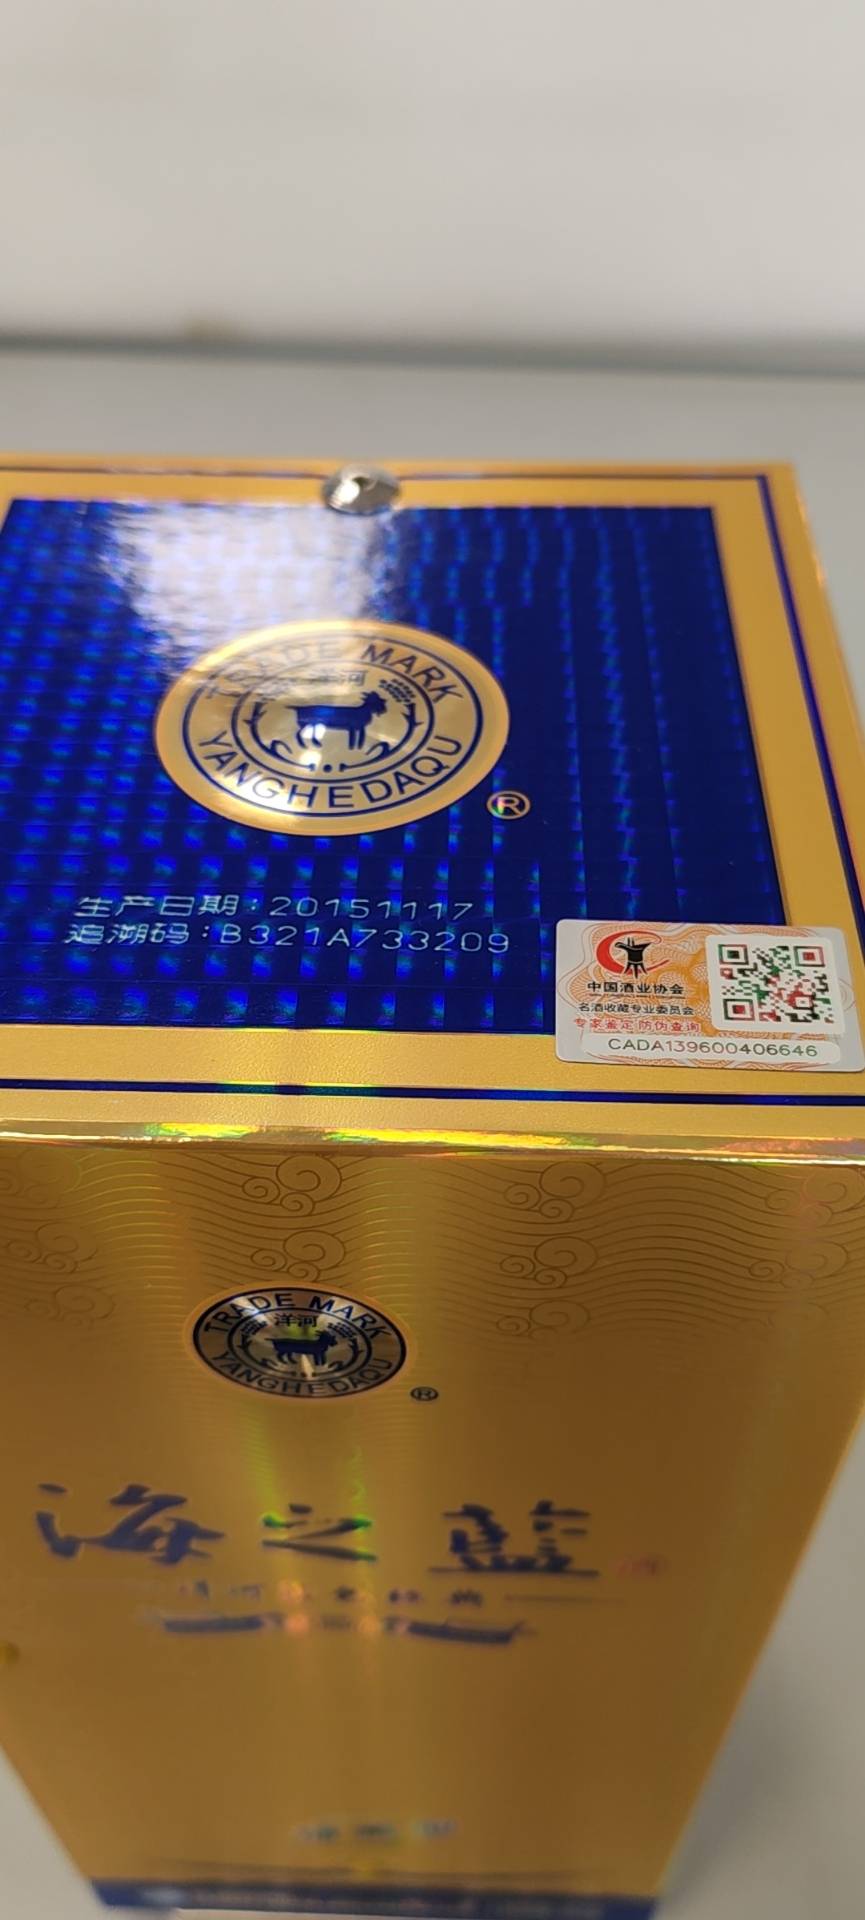 TRADE MARK
洋河
YANGHEDAQU
®
生产日期:20151117
追溯码:B321A733209
中国酒业协会
名酒收藏专业委员会
专家鉴定 防伪查询
CADA139600406646
TRADE MARK
洋河
YANGHEDAQU
®
海之蓝